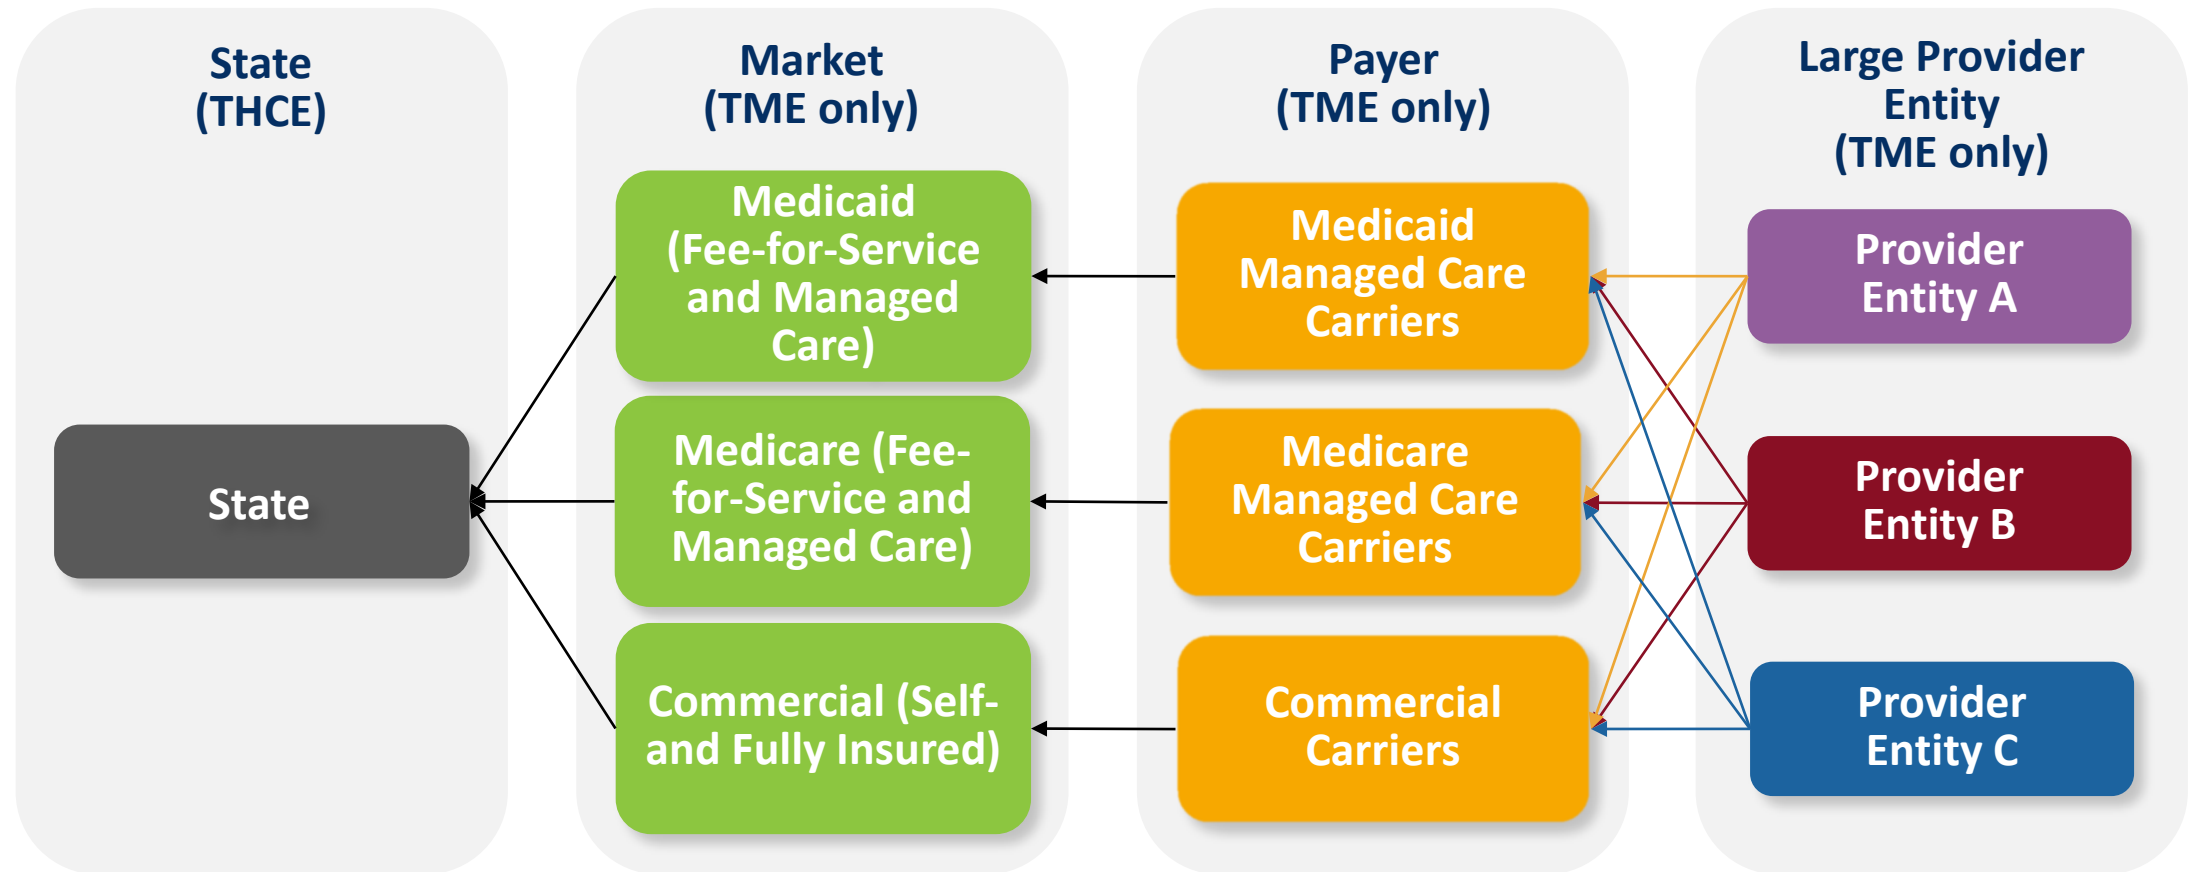 State
(THCE)
Market
(TME only)
Payer
(TME only)
Large Provider
Entity
(TME only)
State
Medicaid
(Fee-for-Service
and Managed
Care)
Medicare (Fee-
for-Service and
Managed Care)
Commercial (Self-
and Fully Insured)
Medicaid
Managed Care
Carriers
Medicare
Managed Care
Carriers
Commercial
Carriers
Provider
Entity A
Provider
Entity B
Provider
Entity C